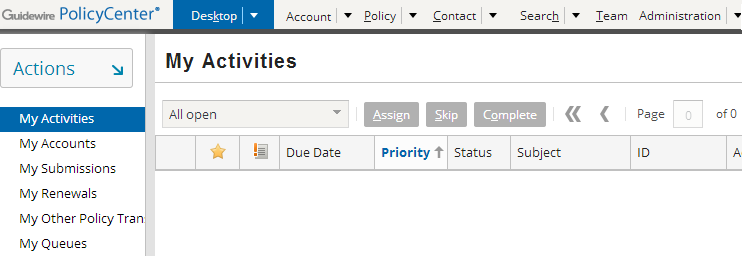 Guidewire PolicyCenter® Desktop Account Policy Contact Search Team Administration
Actions
My Activities
My Accounts
My Submissions
My Renewals
My Other Policy Tran
My Queues
My Activities
All open Assign Skip Complete Page 0 of 0
Due Date Priority Status Subject ID A